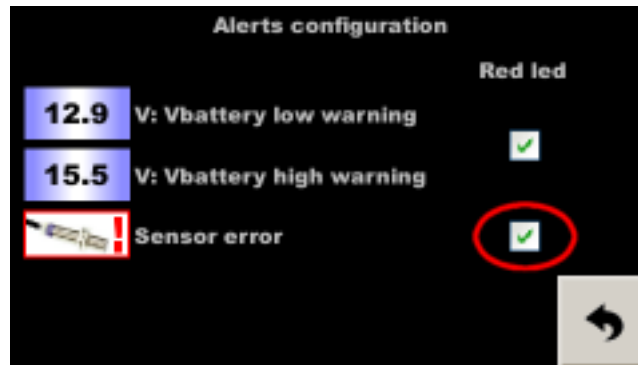 Alerts configuration
Red led
12.9 V: Vbattery low warning
15.5 V: Vbattery high warning
! Sensor error